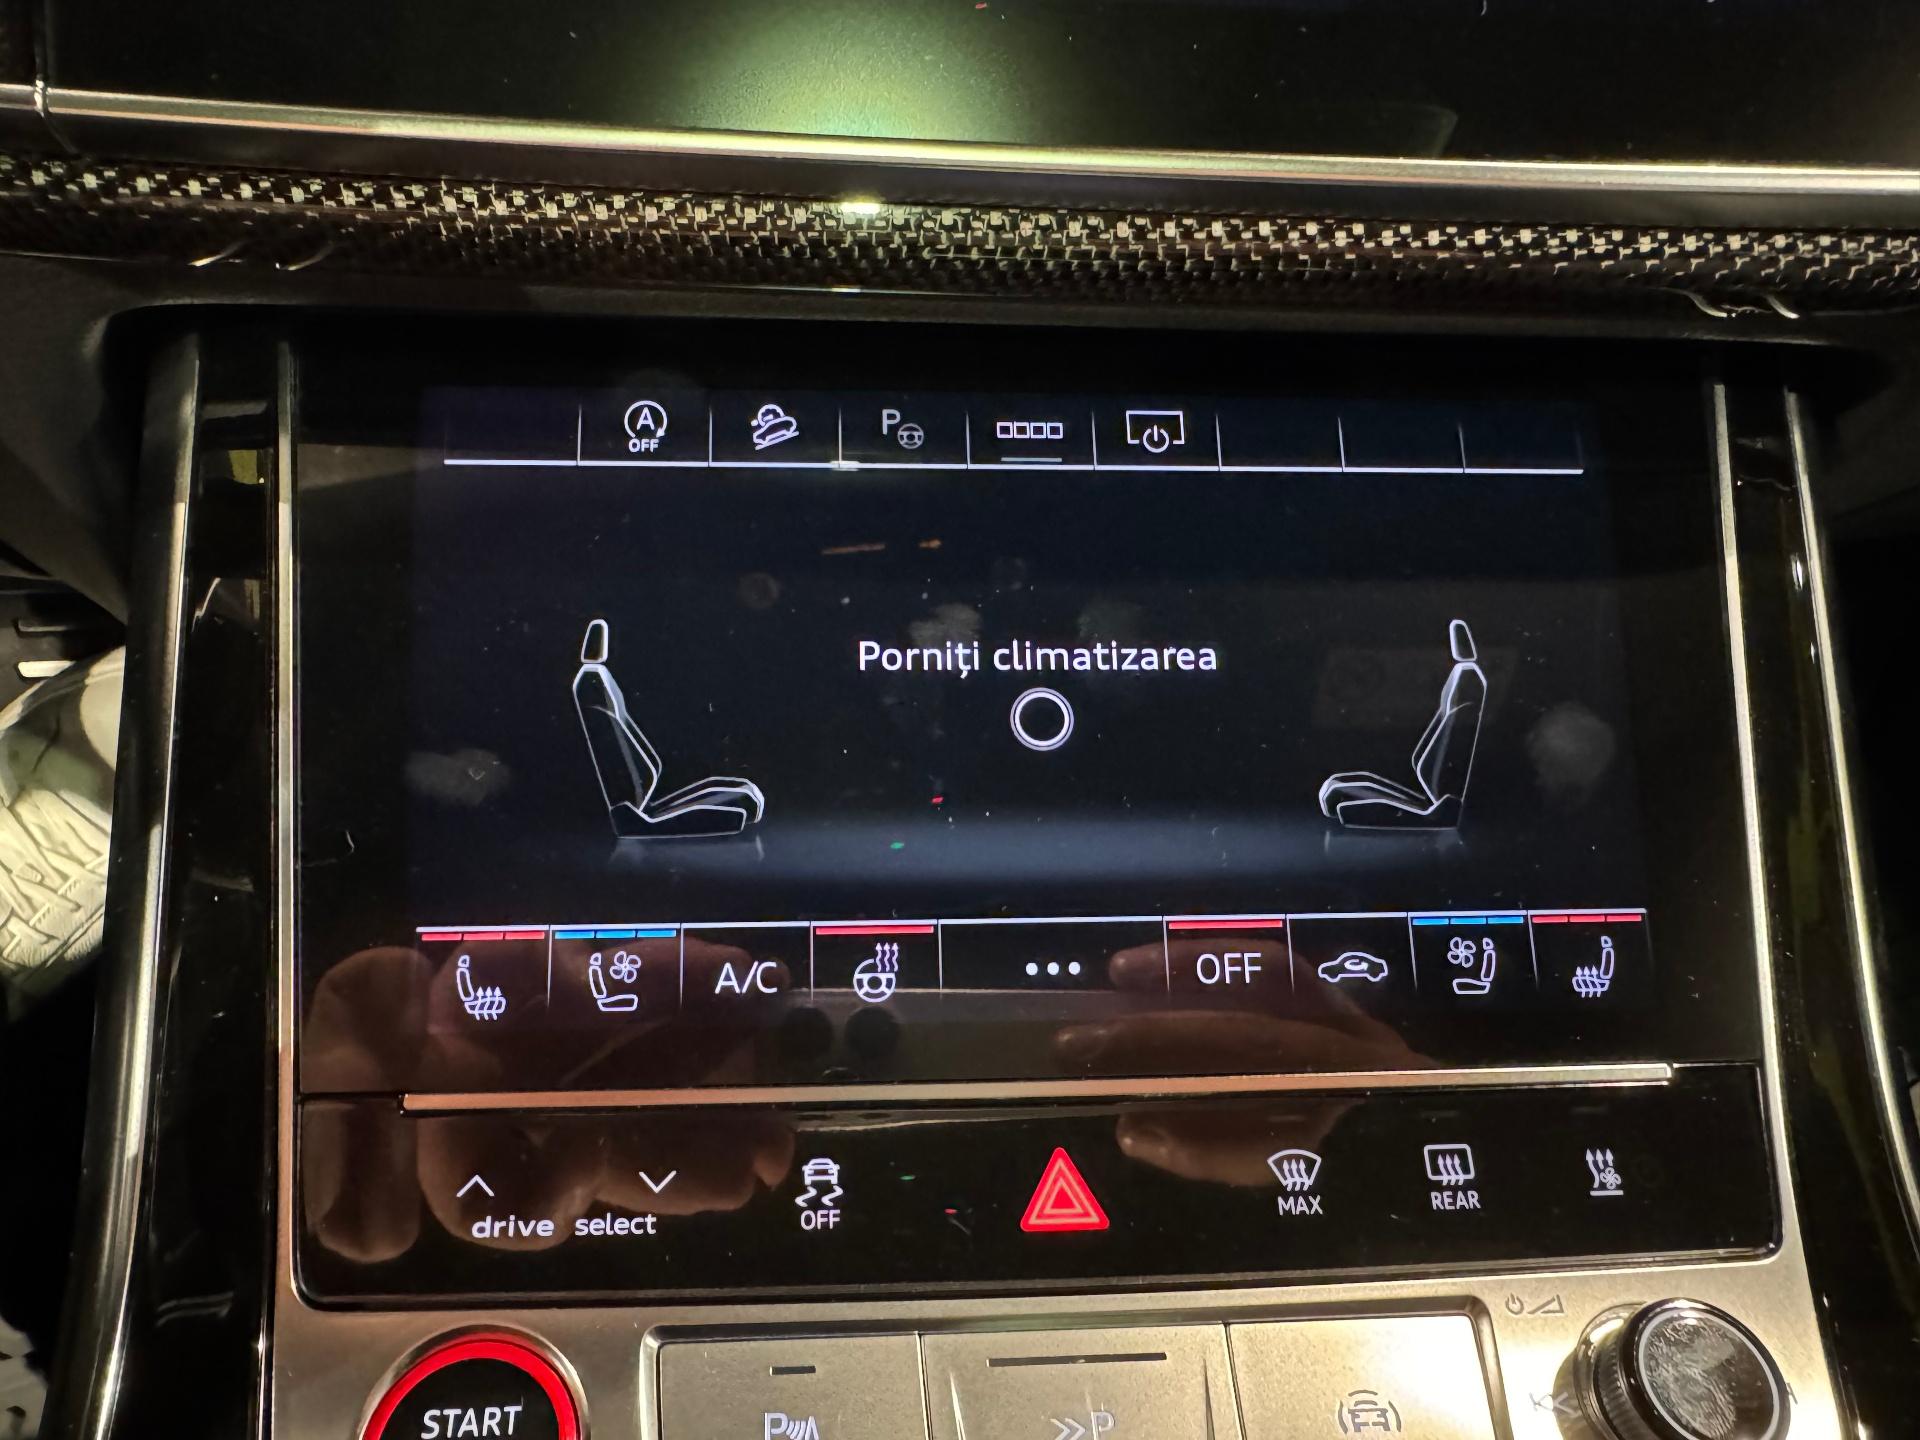 A
OFF
P
Porniți climatizarea
A/C
OFF
drive select
OFF
MAX
REAR
START
P
P